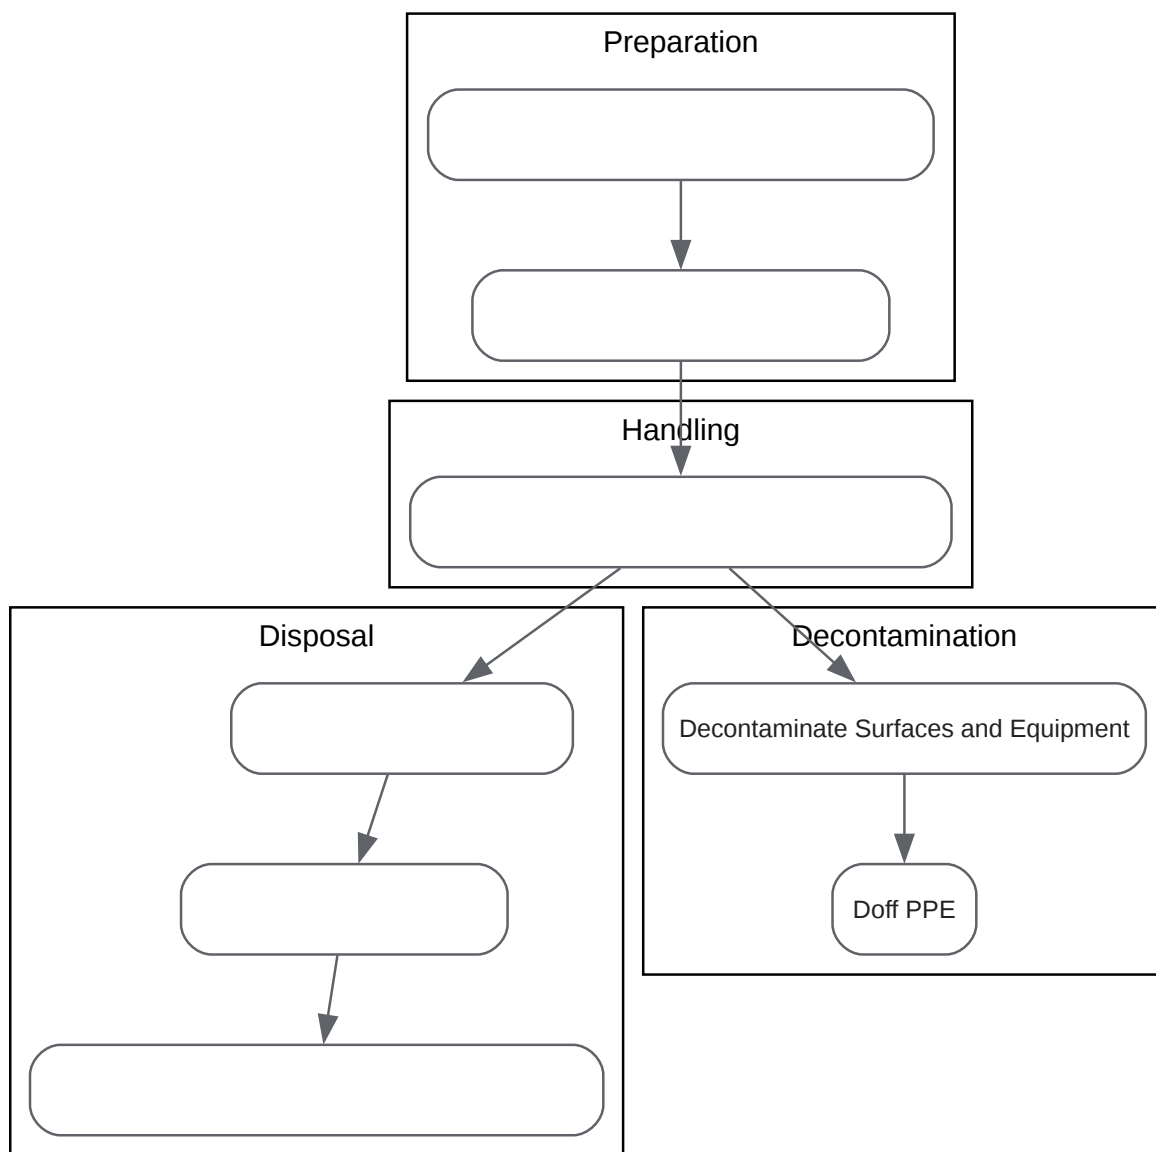 Preparation
Handling
Disposal
Decontamination
Decontaminate Surfaces and Equipment
Doff PPE